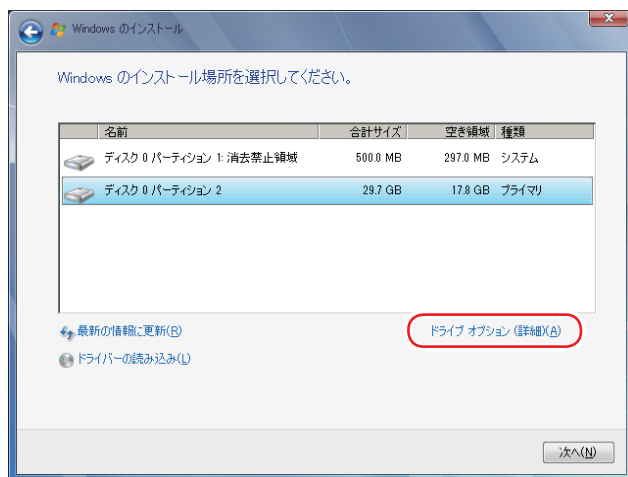 Windows のインストール
Windows のインストール場所を選択してください。
名前 合計サイズ 空き領域 種類
ディスク 0 パーティション 1: 消去禁止領域 500.0 MB 297.0 MB システム
ディスク 0 パーティション 2 29.7 GB 17.8 GB プライマリ
最新の情報に更新(R) ドライブ オプション (詳細)(A)
ドライバーの読み込み(L)
次へ(N)